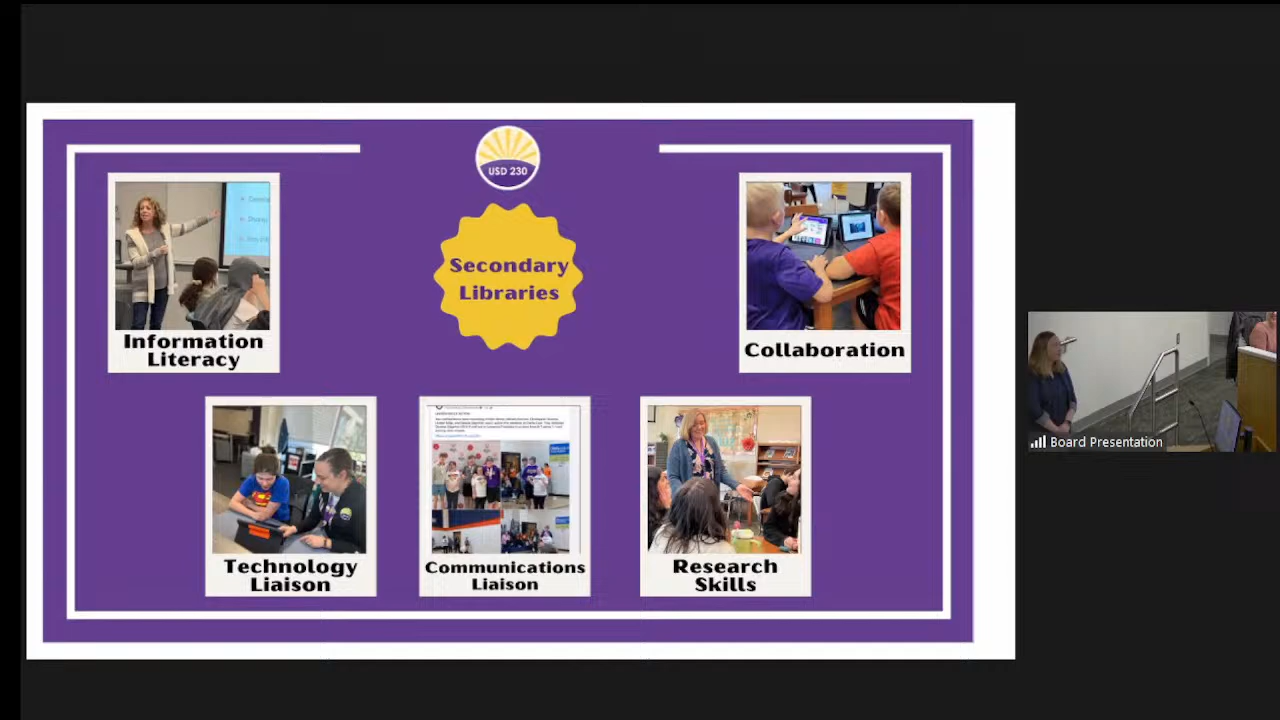 USD 230
Secondary
Libraries
Information
Literacy
Collaboration
Technology
Liaison
Communications
Liaison
Research
Skills
Board Presentation